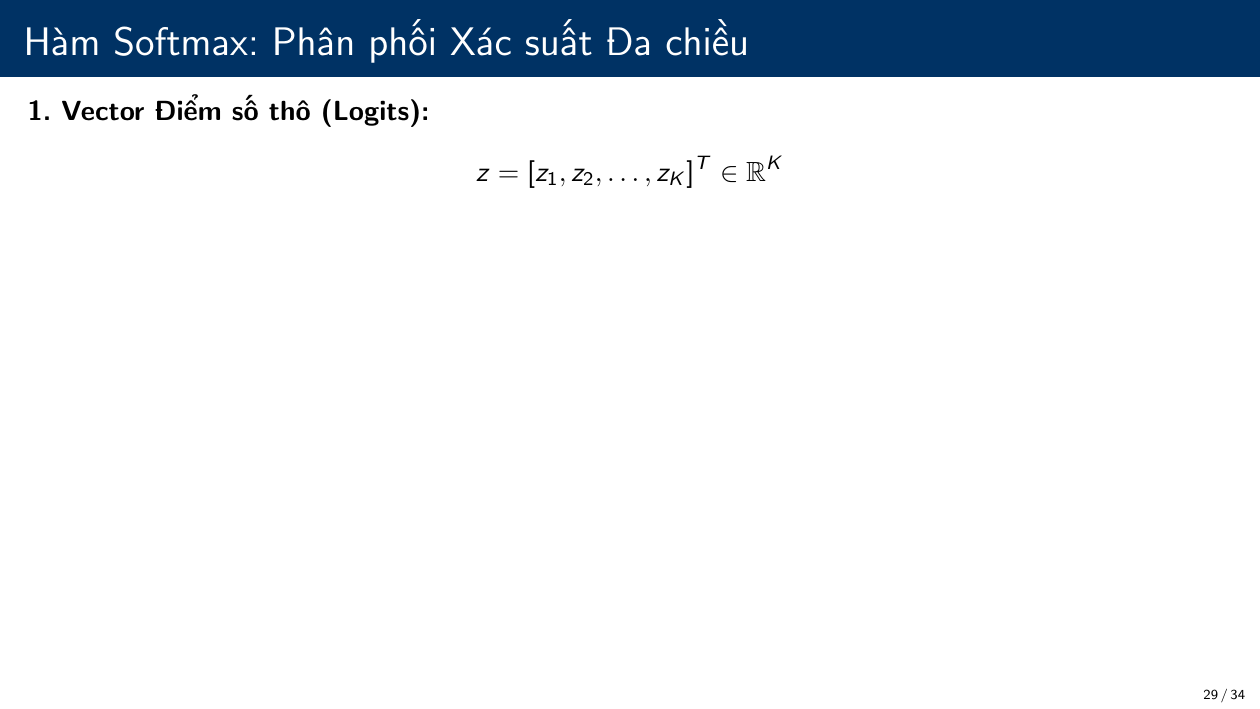 Hàm Softmax: Phân phối Xác suất Đa chiều
1. Vector Điểm số thô (Logits):
z = [z₁, z₂, . . . , z_K]ᵀ ∈ ℝᴷ
29 / 34